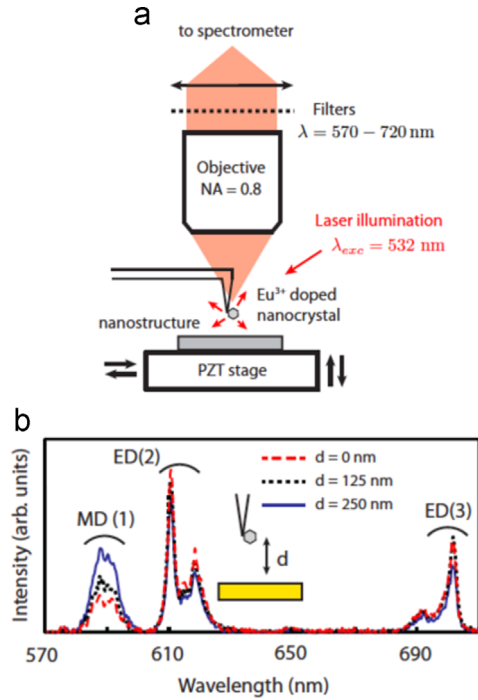 a
to spectrometer
Filters
λ = 570 − 720 nm
Objective
NA = 0.8
Laser illumination
λexc = 532 nm
Eu³⁺ doped
nanocrystal
nanostructure
PZT stage
b
Intensity (arb. units)
MD (1)
ED(2)
ED(3)
d = 0 nm
d = 125 nm
d = 250 nm
d
570
610
650
690
Wavelength (nm)